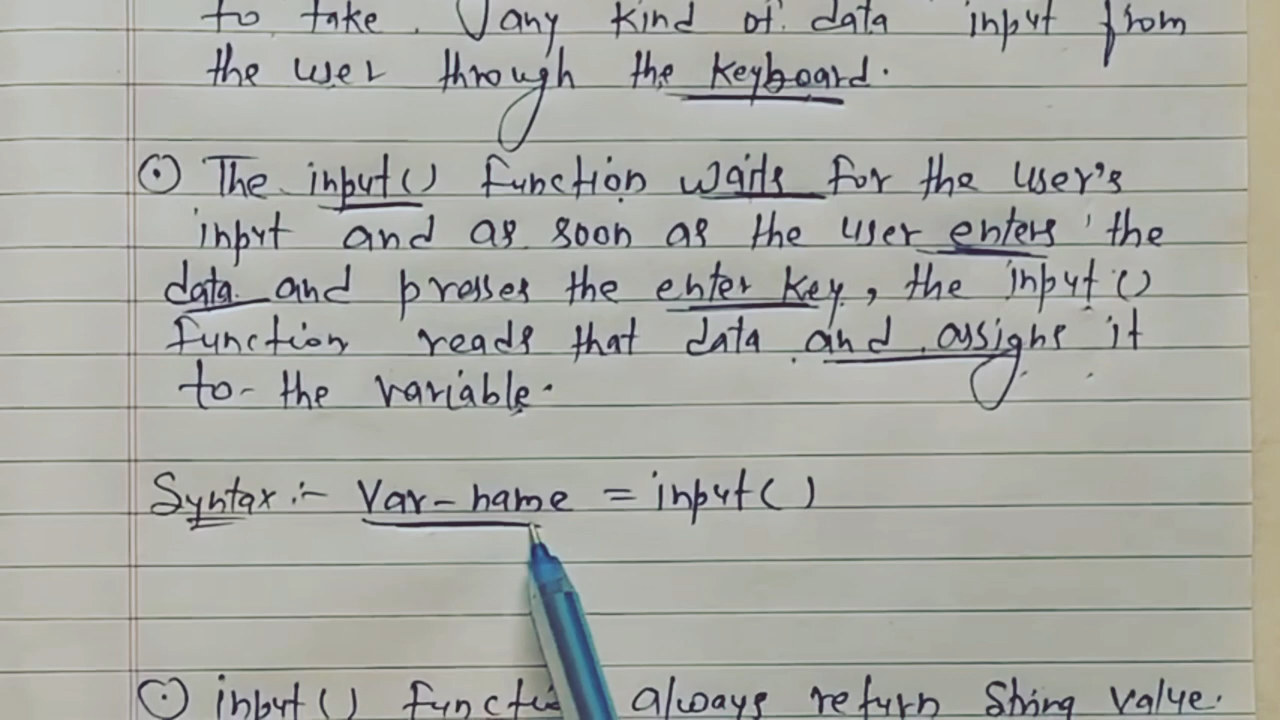 to take any kind of data input from
the user through the keyboard.
⊙ The input() function waits for the user's
input and as soon as the user enters the
data and presses the enter key, the input()
function reads that data and assigns it
to the variable.
Syntax :- Var-name = input()
⊙ input() functi always return String value.